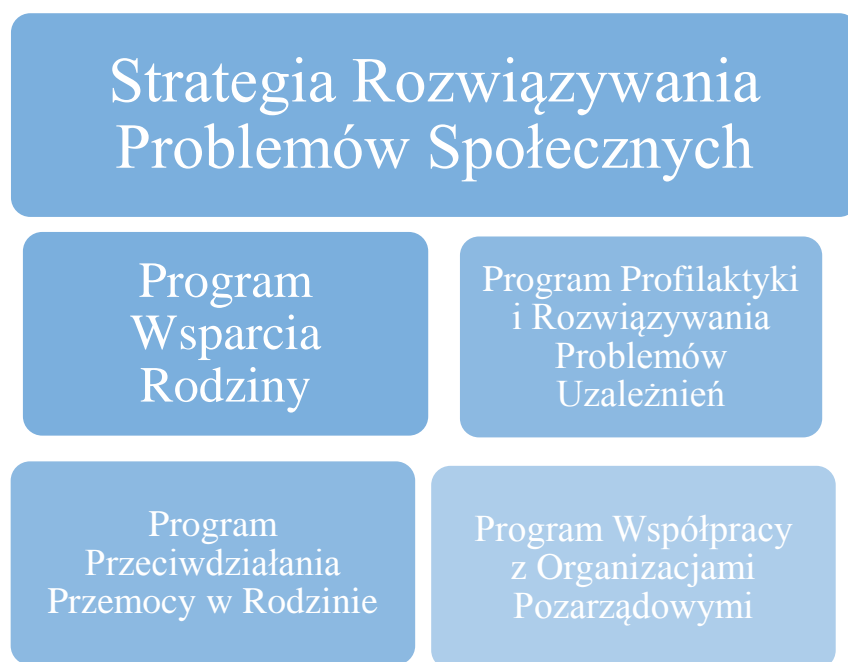 Strategia Rozwiązywania
Problemów Społecznych
Program
Wsparcia
Rodziny
Program Profilaktyki
i Rozwiązywania
Problemów
Uzależnień
Program
Przeciwdziałania
Przemocy w Rodzinie
Program Współpracy
z Organizacjami
Pozarządowymi